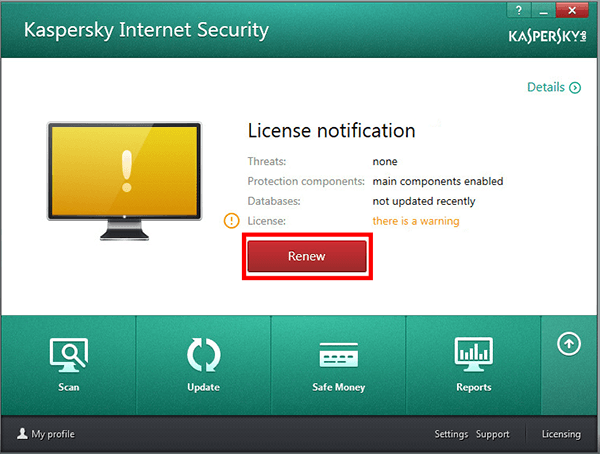 ?
Kaspersky Internet Security
KASPERSKY lab
Details
License notification
Threats: none
Protection components: main components enabled
Databases: not updated recently
License: there is a warning
Renew
Scan Update Safe Money Reports
My profile Settings Support Licensing